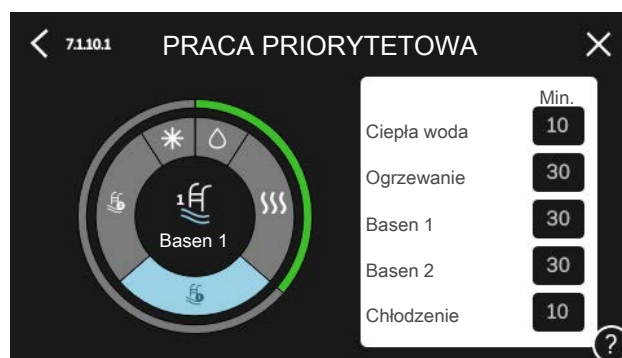 7.1.10.1 PRACA PRIORYTETOWA
1
Basen 1
Min.
Ciepła woda 10
Ogrzewanie 30
Basen 1 30
Basen 2 30
Chłodzenie 10
?